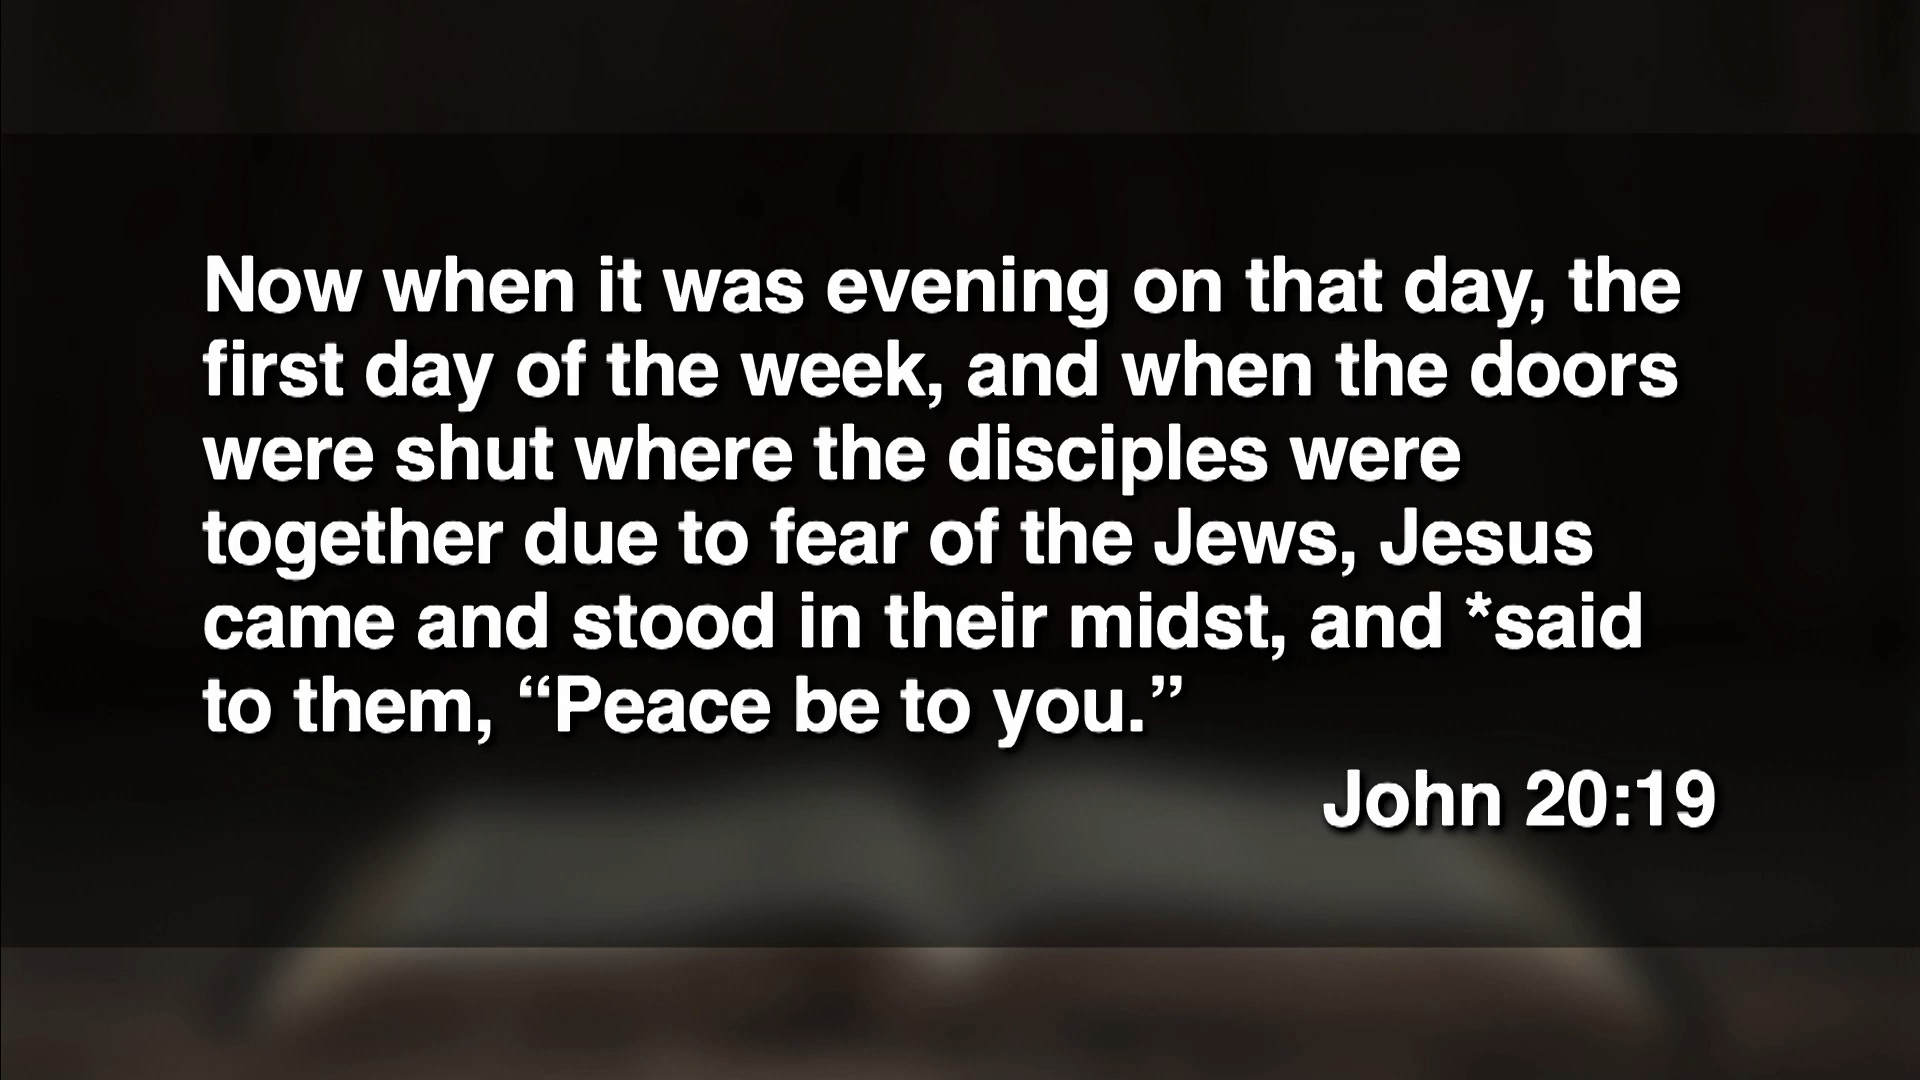 Now when it was evening on that day, the
first day of the week, and when the doors
were shut where the disciples were
together due to fear of the Jews, Jesus
came and stood in their midst, and *said
to them, “Peace be to you.”
John 20:19